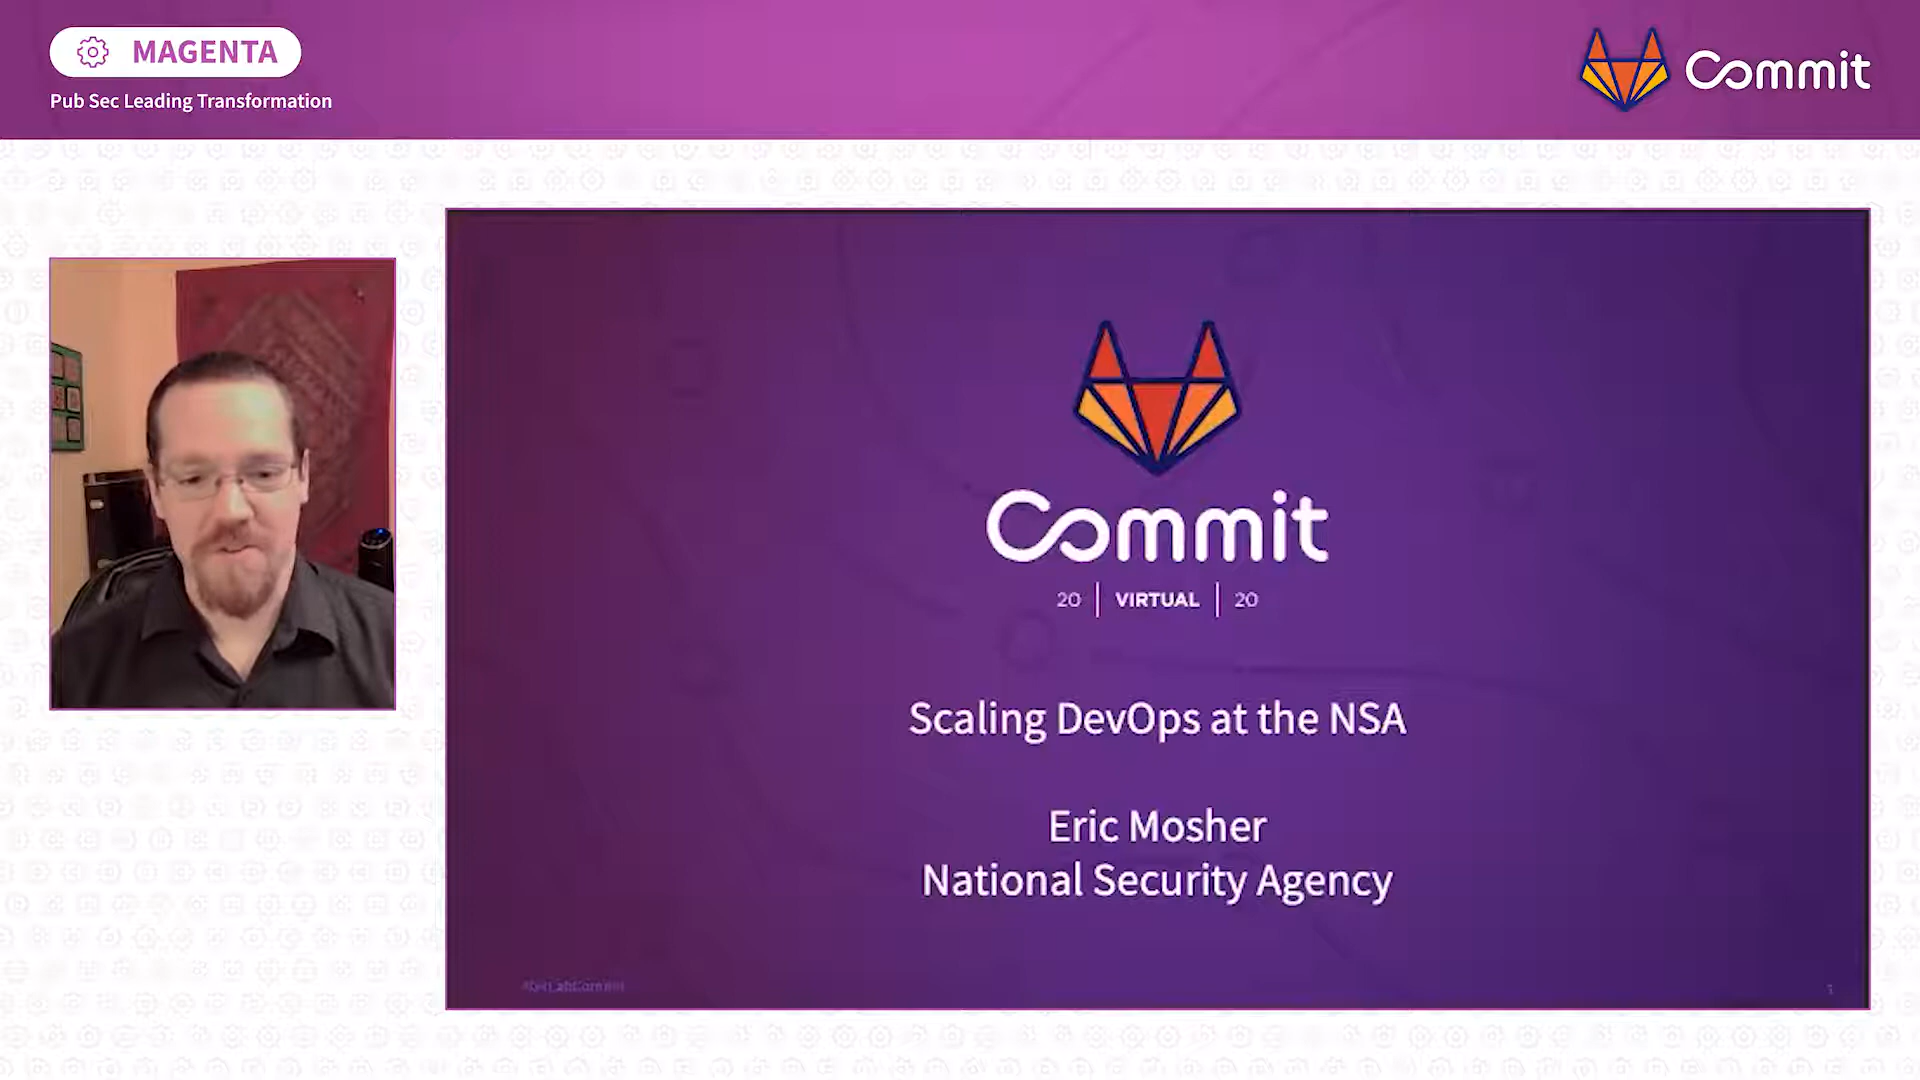 MAGENTA
Pub Sec Leading Transformation
Commit
Commit
20 | VIRTUAL | 20
Scaling DevOps at the NSA
Eric Mosher
National Security Agency